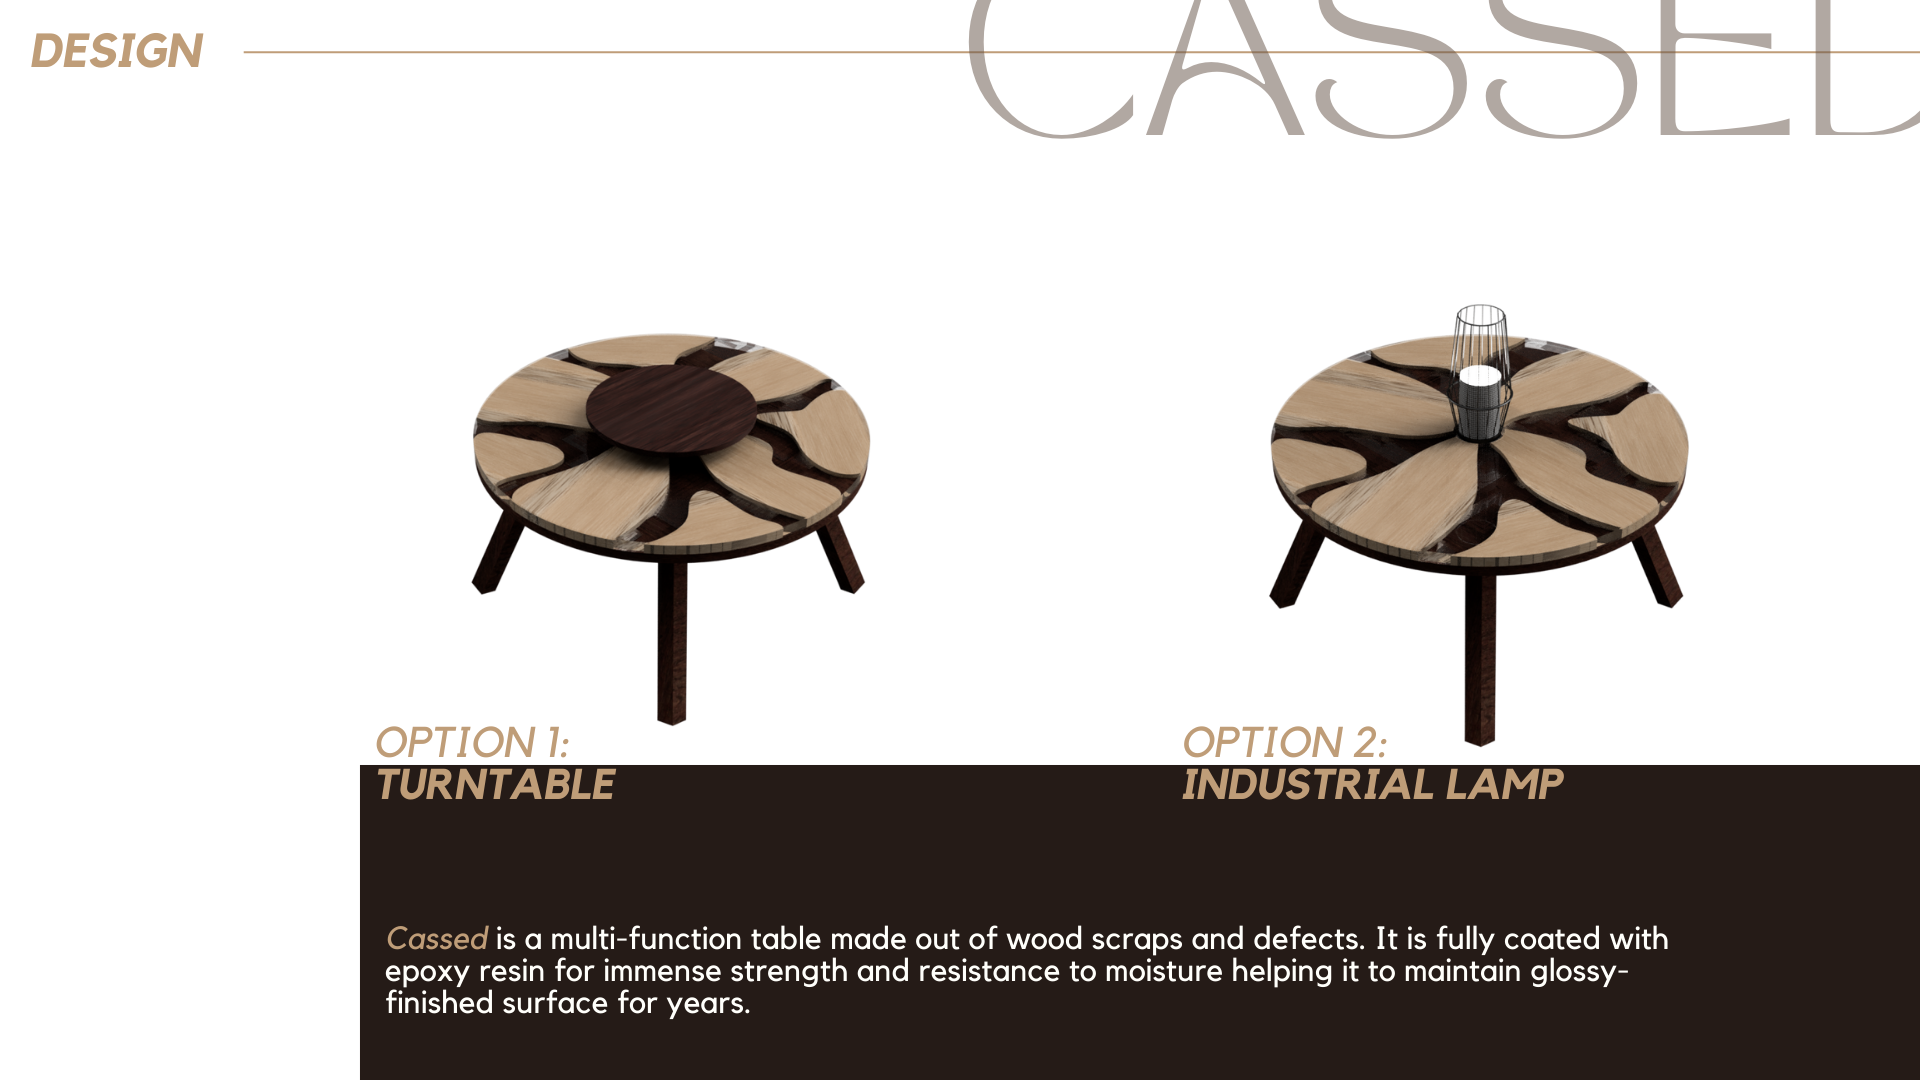 DESIGN
CASSED
OPTION 1:
TURNTABLE
OPTION 2:
INDUSTRIAL LAMP
Cassed is a multi-function table made out of wood scraps and defects. It is fully coated with
epoxy resin for immense strength and resistance to moisture helping it to maintain glossy-
finished surface for years.